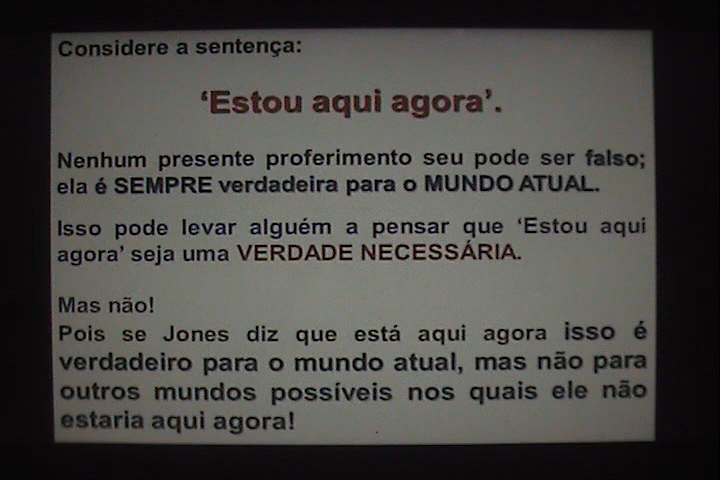 Considere a sentença:
‘Estou aqui agora’.
Nenhum presente proferimento seu pode ser falso;
ela é SEMPRE verdadeira para o MUNDO ATUAL.
Isso pode levar alguém a pensar que ‘Estou aqui
agora’ seja uma VERDADE NECESSÁRIA.
Mas não!
Pois se Jones diz que está aqui agora isso é
verdadeiro para o mundo atual, mas não para
outros mundos possíveis nos quais ele não
estaria aqui agora!